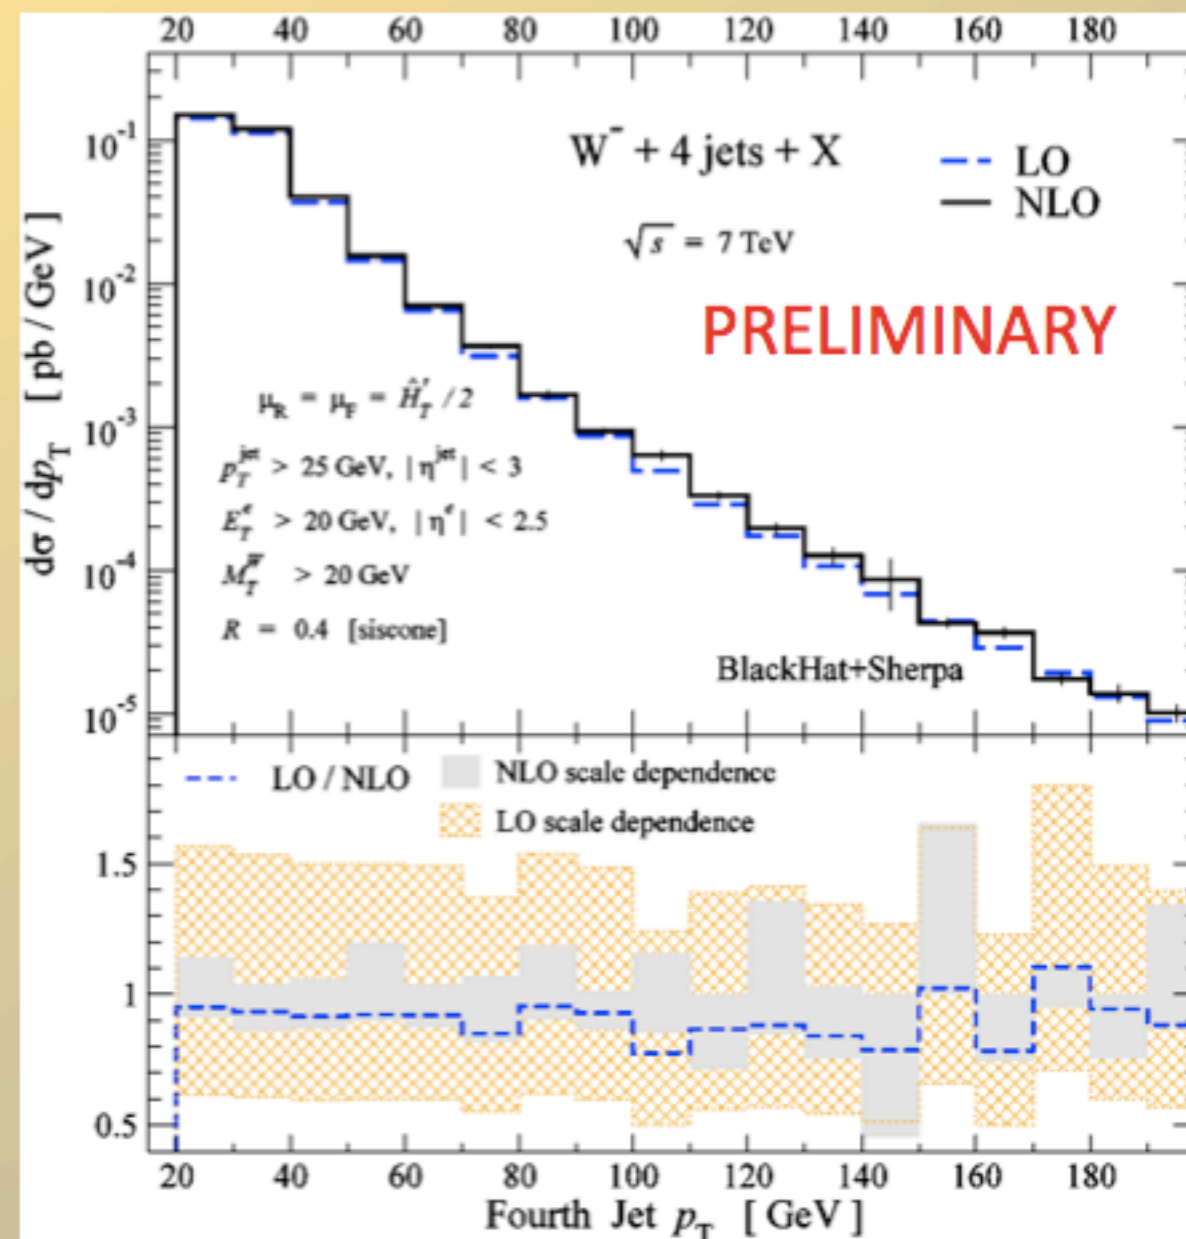 20 40 60 80 100 120 140 160 180
W⁻ + 4 jets + X
LO
NLO
√s = 7 TeV
PRELIMINARY
dσ / dp_T [ pb / GeV ]
10⁻¹
10⁻²
10⁻³
10⁻⁴
10⁻⁵
μ_R = μ_F = Ĥ_T' / 2
p_T^jet > 25 GeV, | η^jet | < 3
E_T^e > 20 GeV, | η^e | < 2.5
M_T^W > 20 GeV
R = 0.4 [siscone]
BlackHat+Sherpa
LO / NLO
NLO scale dependence
LO scale dependence
1.5
1
0.5
20 40 60 80 100 120 140 160 180
Fourth Jet p_T [ GeV ]